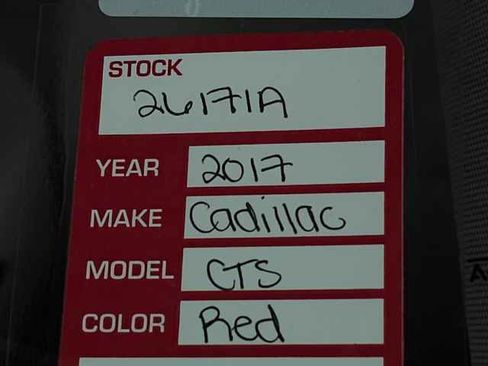 STOCK
26171A
YEAR 2017
MAKE Cadillac
MODEL CTS
COLOR Red